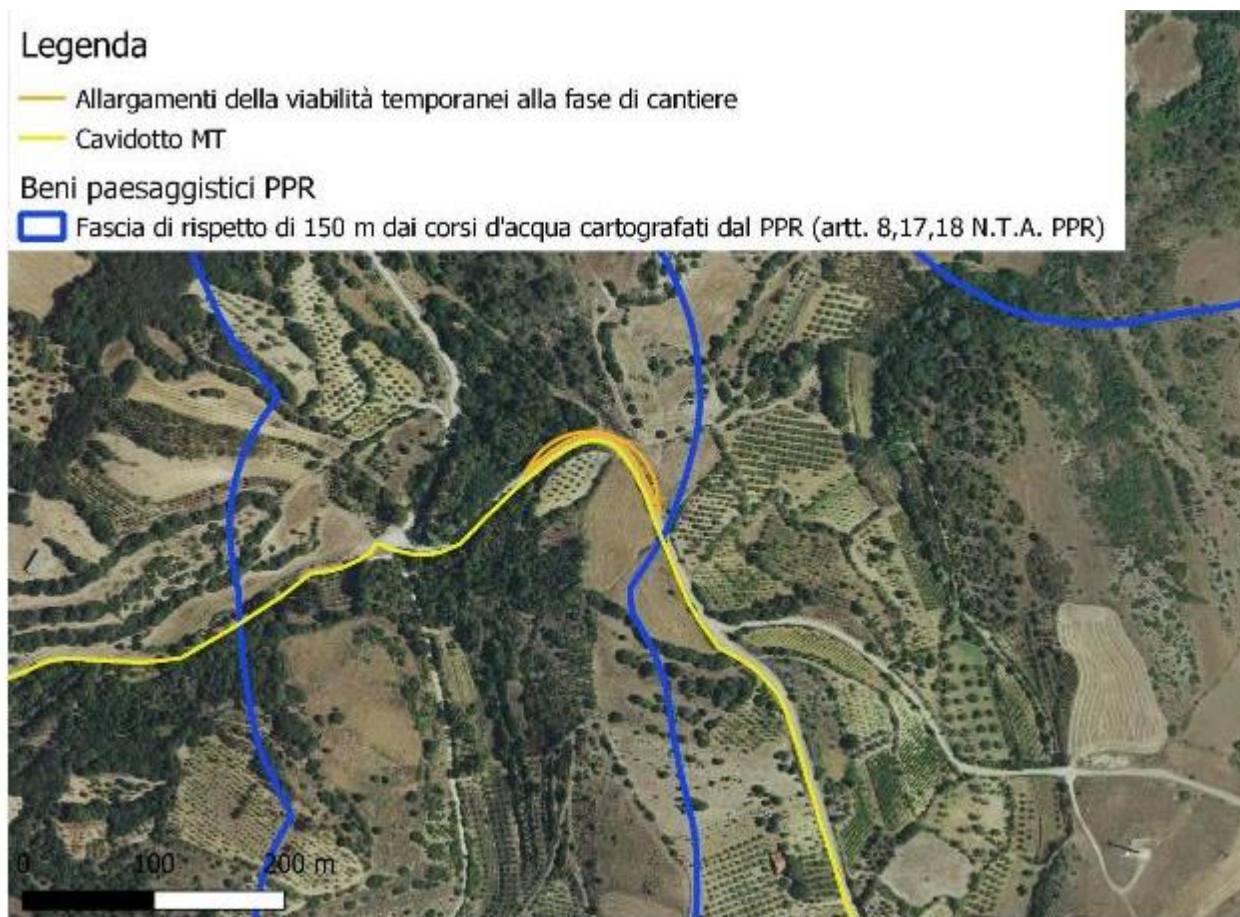 Legenda
Allargamenti della viabilità temporanei alla fase di cantiere
Cavidotto MT
Beni paesaggistici PPR
Fascia di rispetto di 150 m dai corsi d'acqua cartografati dal PPR (artt. 8,17,18 N.T.A. PPR)
0 100 200 m